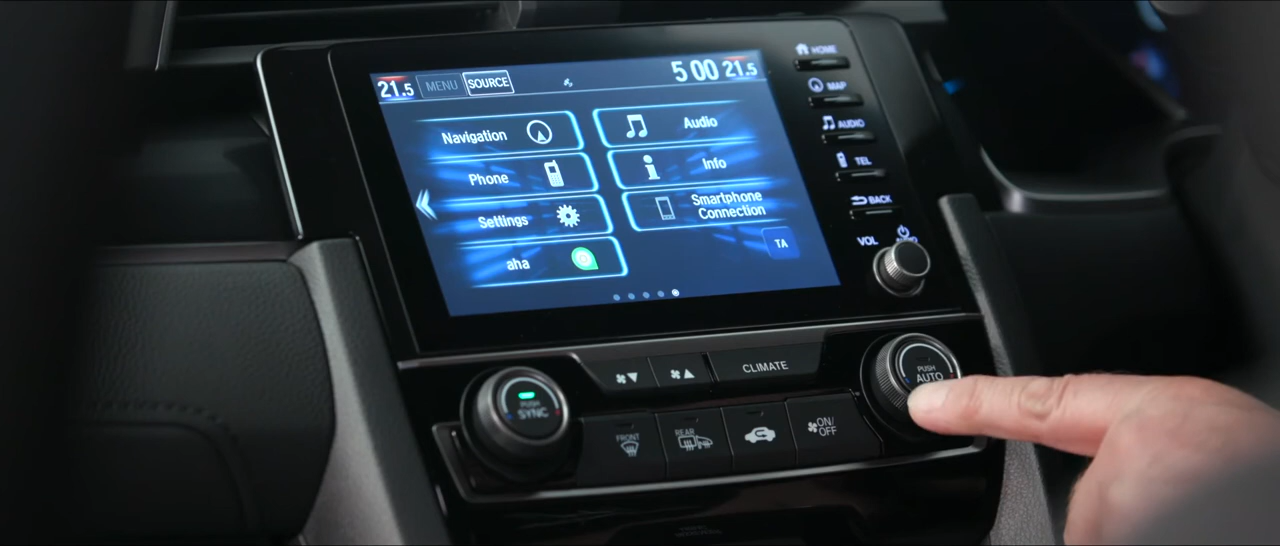 21.5 MENU SOURCE 5 00 21.5
Navigation
Audio
Phone
Info
Settings
Smartphone
Connection
aha
TA
HOME
MAP
AUDIO
TEL
BACK
VOL
CLIMATE
PUSH
SYNC
PUSH
AUTO
FRONT
REAR
ON/
OFF